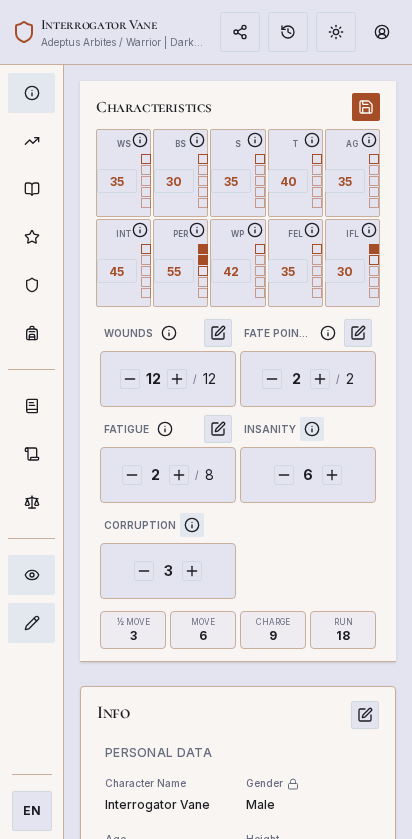 Interrogator Vane
Adeptus Arbites / Warrior | Dark...
Characteristics
WS BS S T AG
35 30 35 40 35
INT PER WP FEL IFL
45 55 42 35 30
WOUNDS FATE POIN...
12 / 12 2 / 2
FATIGUE INSANITY
2 / 8 6
CORRUPTION
3
½ MOVE MOVE CHARGE RUN
3 6 9 18
Info
PERSONAL DATA
Character Name Gender
Interrogator Vane Male
Age Height
EN